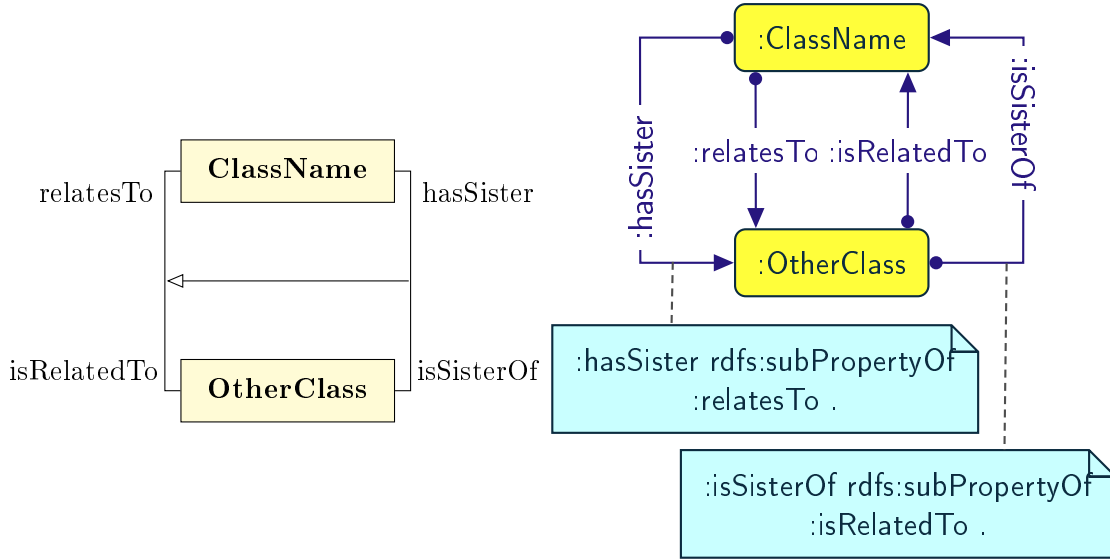 ClassName
relatesTo
hasSister
isRelatedTo
isSisterOf
OtherClass
:ClassName
:hasSister
:relatesTo
:isRelatedTo
:isSisterOf
:OtherClass
:hasSister rdfs:subPropertyOf
:relatesTo .
:isSisterOf rdfs:subPropertyOf
:isRelatedTo .